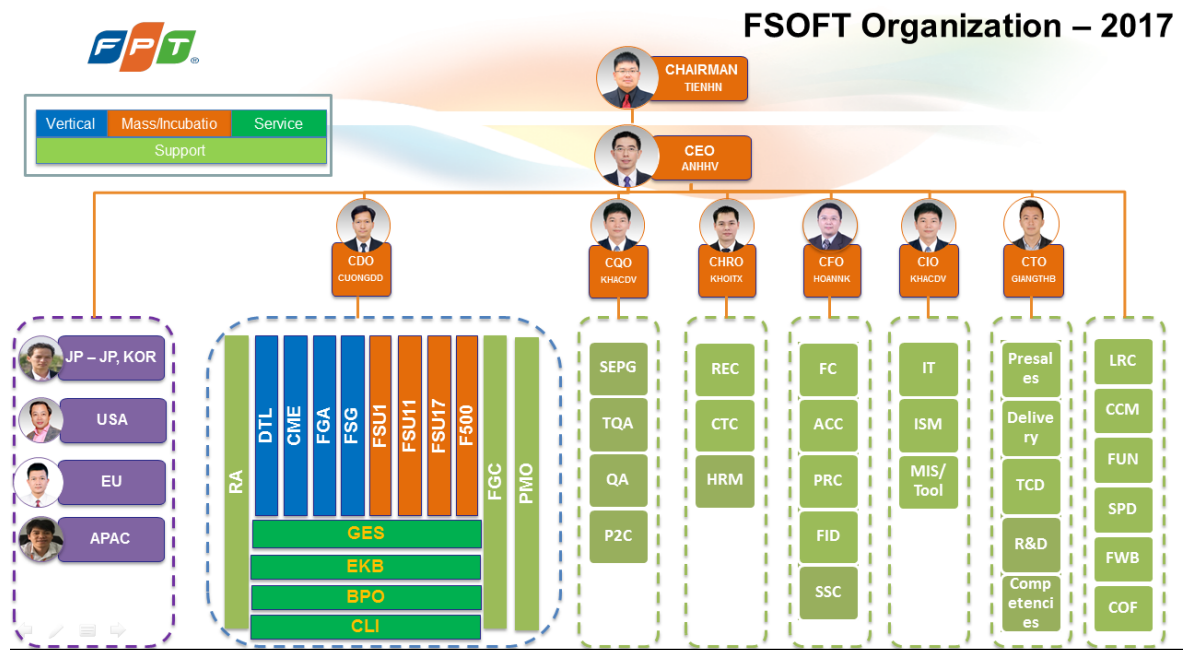 FSOFT Organization – 2017
FPT
®
CHAIRMAN
TIENHN
Vertical
Mass/Incubatio
Service
Support
CEO
ANHHV
CDO
CUONGDD
CQO
KHACDV
CHRO
KHOITX
CFO
HOANNK
CIO
KHACDV
CTO
GIANGTHB
JP – JP, KOR
USA
EU
APAC
RA
DTL
CME
FGA
FSG
FSU1
FSU11
FSU17
F500
FGC
PMO
GES
EKB
BPO
CLI
SEPG
TQA
QA
P2C
REC
CTC
HRM
FC
ACC
PRC
FID
SSC
IT
ISM
MIS/
Tool
Presal
es
Delive
ry
TCD
R&D
Comp
etenci
es
LRC
CCM
FUN
SPD
FWB
COF